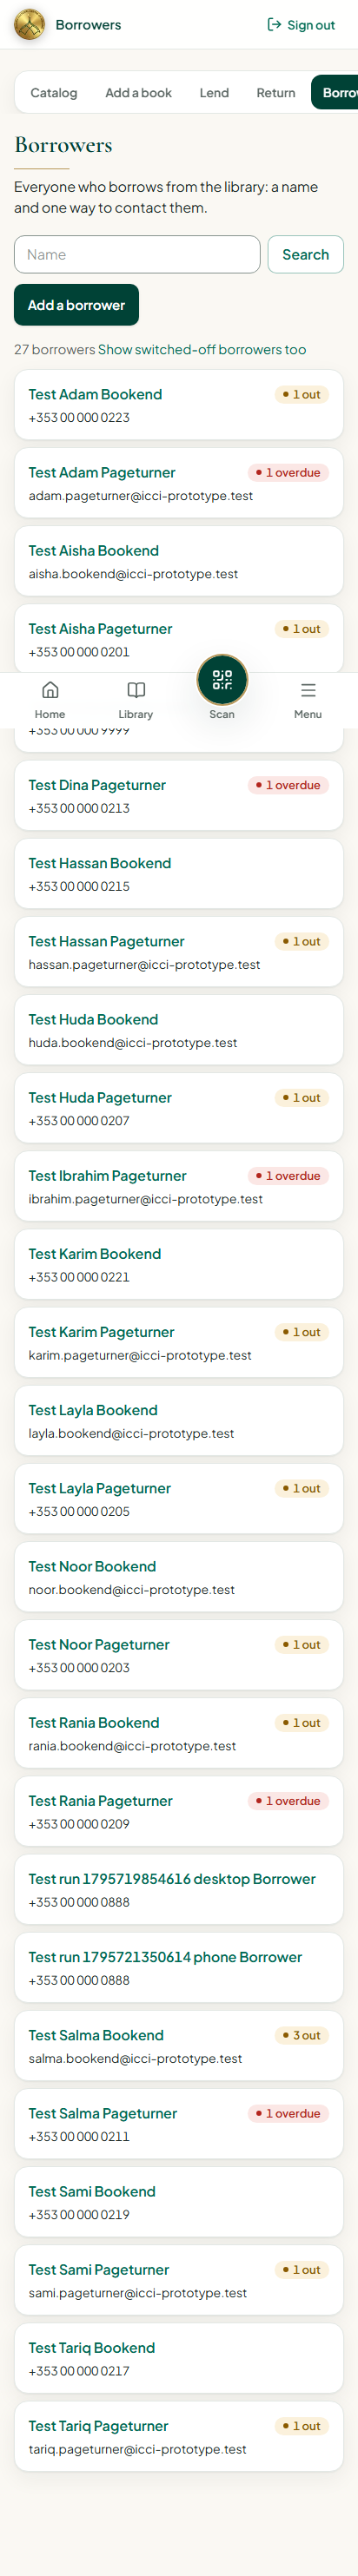 Borrowers
Sign out
Catalog
Add a book
Lend
Return
Borrowers
Everyone who borrows from the library: a name
and one way to contact them.
Name
Search
Add a borrower
27 borrowers Show switched-off borrowers too
Test Adam Bookend
1 out
+353 00 000 0223
Test Adam Pageturner
1 overdue
adam.pageturner@icci-prototype.test
Test Aisha Bookend
aisha.bookend@icci-prototype.test
Test Aisha Pageturner
1 out
+353 00 000 0201
Home
Library
Scan
Menu
+353 00 000 9999
Test Dina Pageturner
1 overdue
+353 00 000 0213
Test Hassan Bookend
+353 00 000 0215
Test Hassan Pageturner
1 out
hassan.pageturner@icci-prototype.test
Test Huda Bookend
huda.bookend@icci-prototype.test
Test Huda Pageturner
1 out
+353 00 000 0207
Test Ibrahim Pageturner
1 overdue
ibrahim.pageturner@icci-prototype.test
Test Karim Bookend
+353 00 000 0221
Test Karim Pageturner
1 out
karim.pageturner@icci-prototype.test
Test Layla Bookend
layla.bookend@icci-prototype.test
Test Layla Pageturner
1 out
+353 00 000 0205
Test Noor Bookend
noor.bookend@icci-prototype.test
Test Noor Pageturner
1 out
+353 00 000 0203
Test Rania Bookend
1 out
rania.bookend@icci-prototype.test
Test Rania Pageturner
1 overdue
+353 00 000 0209
Test run 1795719854616 desktop Borrower
+353 00 000 0888
Test run 1795721350614 phone Borrower
+353 00 000 0888
Test Salma Bookend
3 out
salma.bookend@icci-prototype.test
Test Salma Pageturner
1 overdue
+353 00 000 0211
Test Sami Bookend
+353 00 000 0219
Test Sami Pageturner
1 out
sami.pageturner@icci-prototype.test
Test Tariq Bookend
+353 00 000 0217
Test Tariq Pageturner
1 out
tariq.pageturner@icci-prototype.test